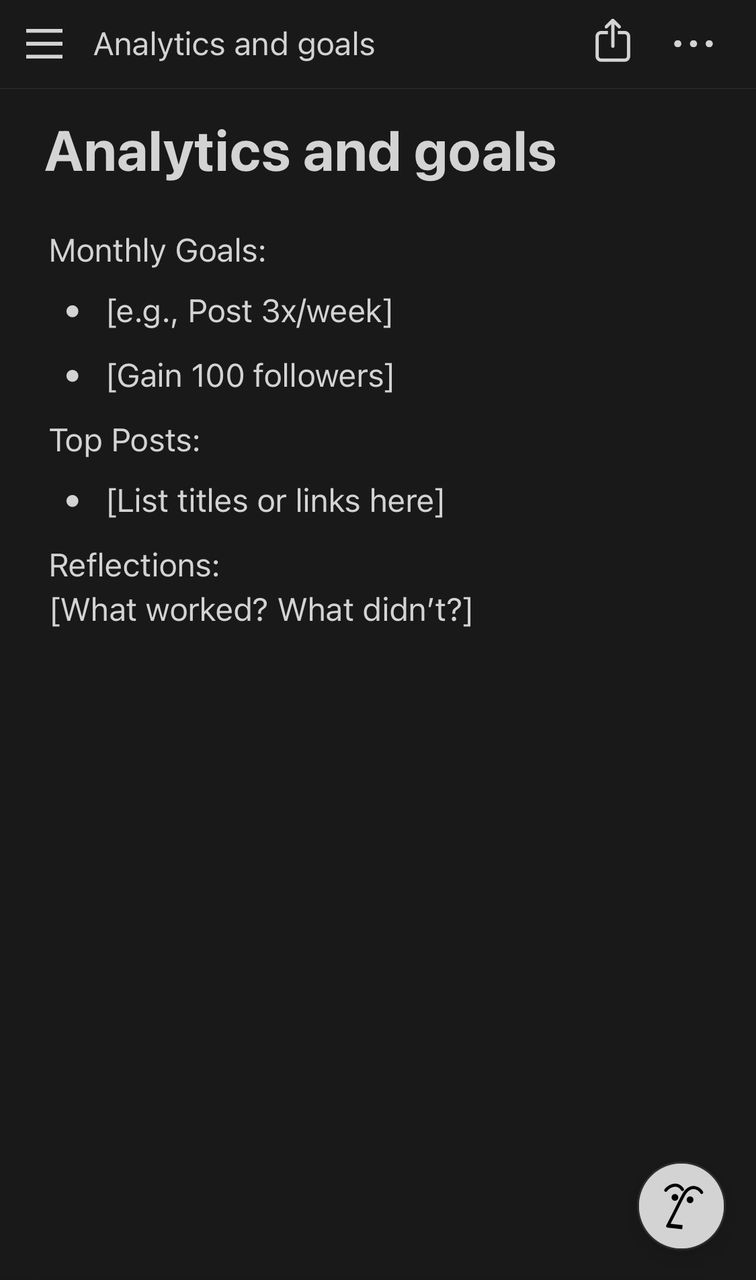 Analytics and goals
Analytics and goals
Monthly Goals:
• [e.g., Post 3x/week]
• [Gain 100 followers]
Top Posts:
• [List titles or links here]
Reflections:
[What worked? What didn’t?]